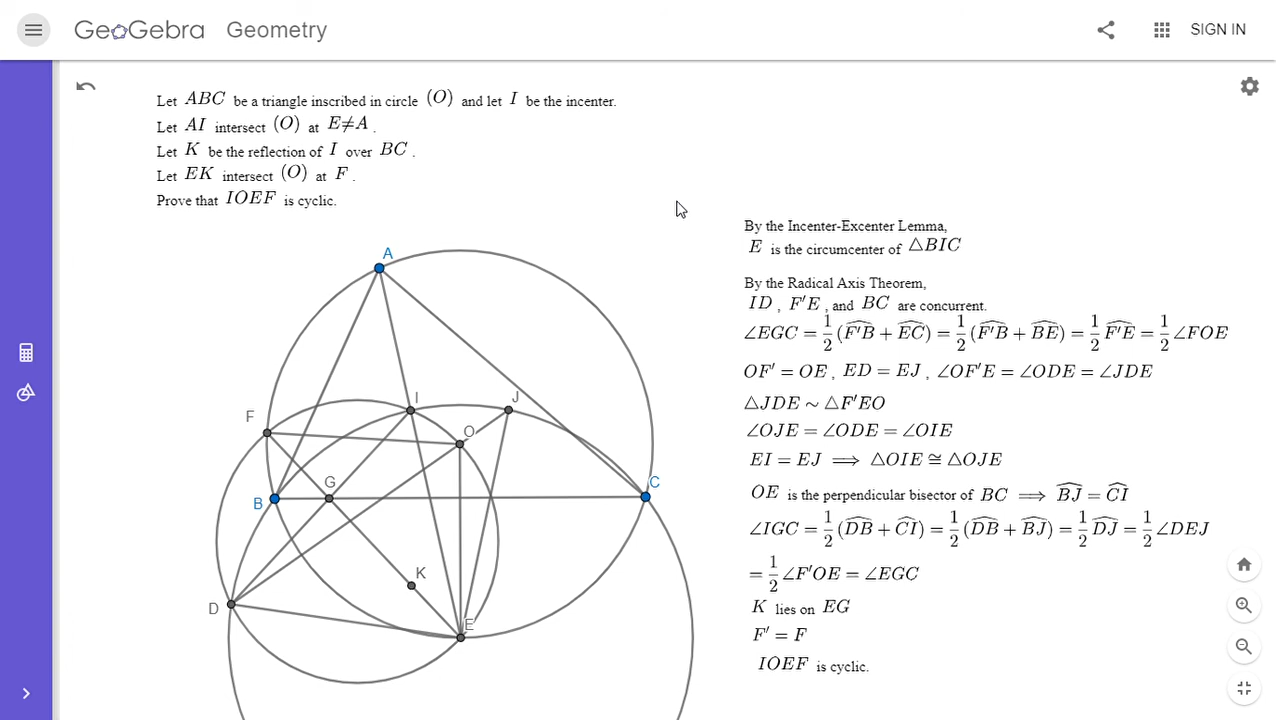 GeoGebra Geometry SIGN IN
Let ABC be a triangle inscribed in circle (O) and let I be the incenter.
Let AI intersect (O) at E≠A .
Let K be the reflection of I over BC .
Let EK intersect (O) at F .
Prove that IOEF is cyclic.
By the Incenter-Excenter Lemma,
E is the circumcenter of △BIC
By the Radical Axis Theorem,
ID , F'E , and BC are concurrent.
∠EGC = 1/2 (F'B + EC) = 1/2 (F'B + BE) = 1/2 F'E = 1/2 ∠FOE
OF' = OE , ED = EJ , ∠OF'E = ∠ODE = ∠JDE
△JDE ∼ △F'EO
∠OJE = ∠ODE = ∠OIE
EI = EJ ⟹ △OIE ≅ △OJE
OE is the perpendicular bisector of BC ⟹ BJ = CI
∠IGC = 1/2 (DB + CI) = 1/2 (DB + BJ) = 1/2 DJ = 1/2 ∠DEJ
= 1/2 ∠F'OE = ∠EGC
K lies on EG
F' = F
IOEF is cyclic.
A
I
J
F
O
G
B
C
K
D
E